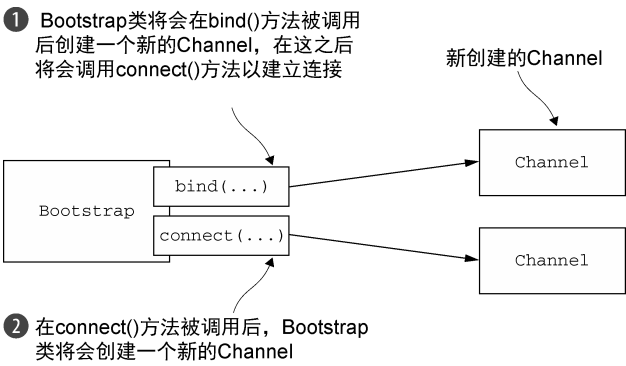 1 Bootstrap类将会在bind()方法被调用
后创建一个新的Channel，在这之后
将会调用connect()方法以建立连接
新创建的Channel
Channel
bind(...)
Bootstrap
connect(...)
Channel
2 在connect()方法被调用后，Bootstrap
类将会创建一个新的Channel